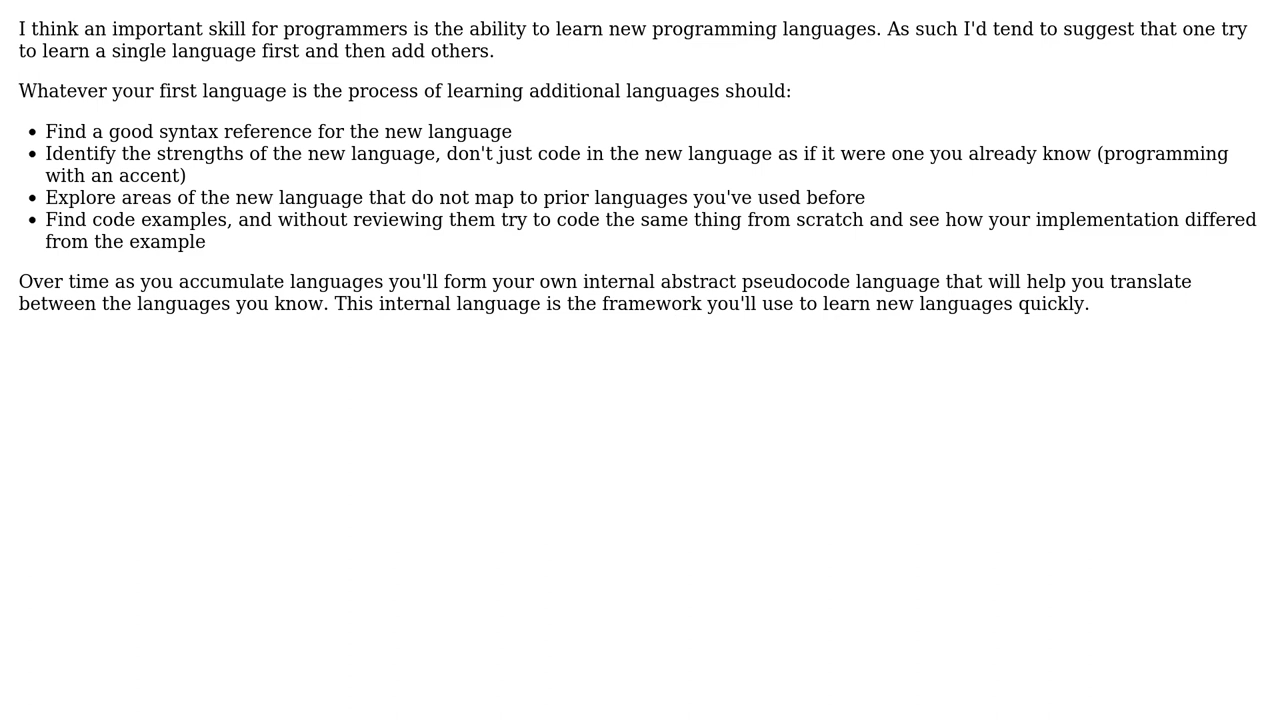 I think an important skill for programmers is the ability to learn new programming languages. As such I'd tend to suggest that one try
to learn a single language first and then add others.
Whatever your first language is the process of learning additional languages should:
• Find a good syntax reference for the new language
• Identify the strengths of the new language, don't just code in the new language as if it were one you already know (programming
with an accent)
• Explore areas of the new language that do not map to prior languages you've used before
• Find code examples, and without reviewing them try to code the same thing from scratch and see how your implementation differed
from the example
Over time as you accumulate languages you'll form your own internal abstract pseudocode language that will help you translate
between the languages you know. This internal language is the framework you'll use to learn new languages quickly.